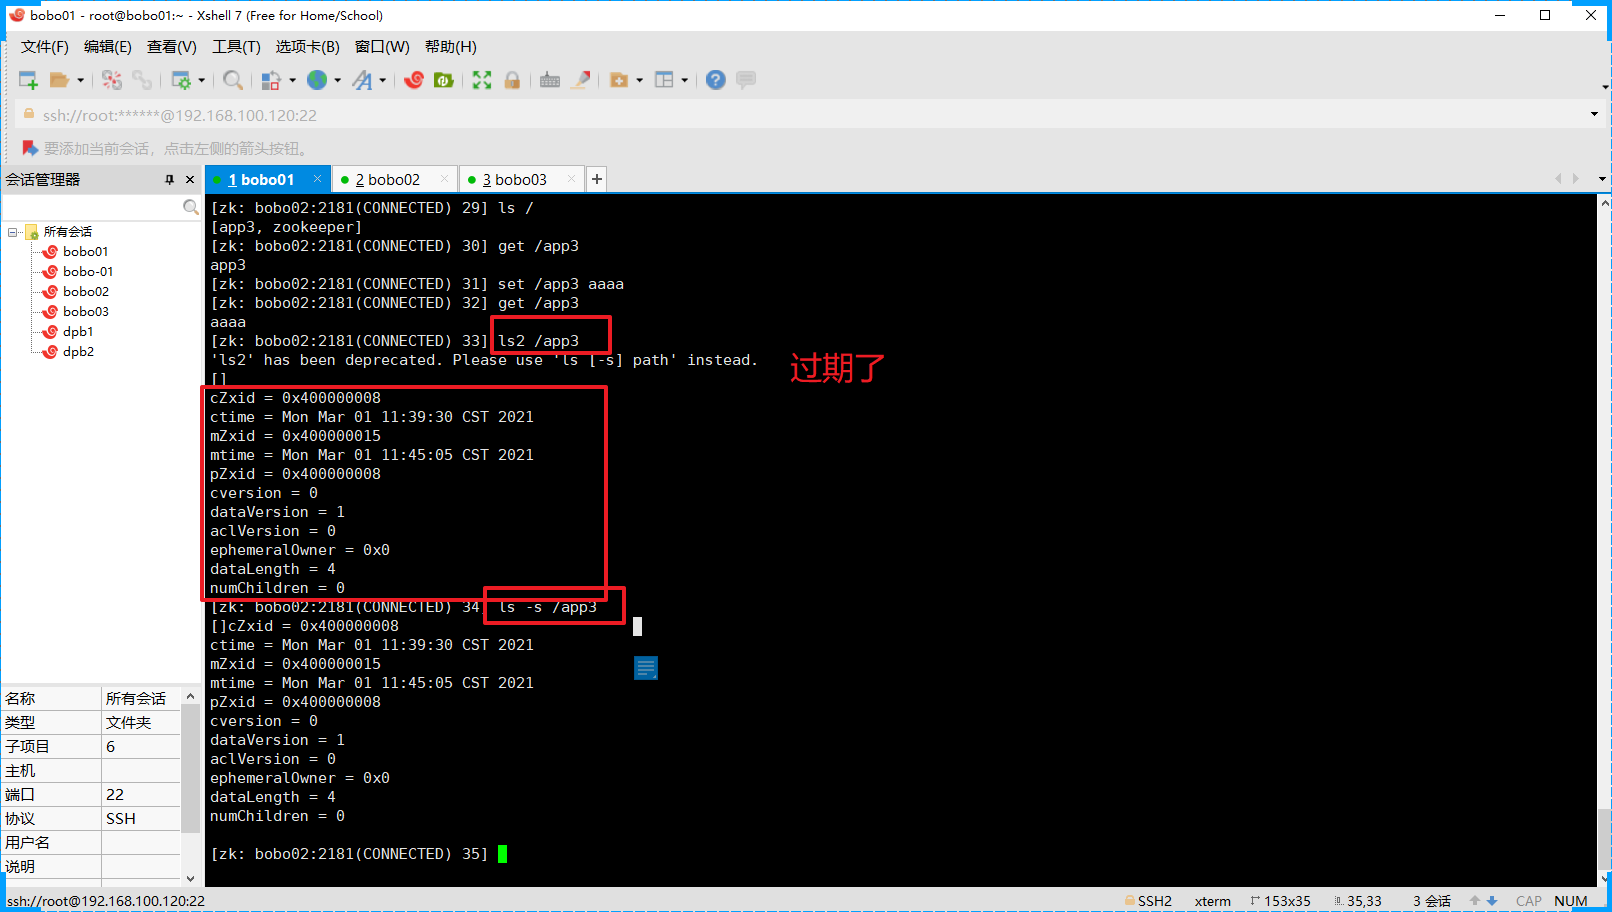 bobo01 - root@bobo01:~ - Xshell 7 (Free for Home/School)
文件(F) 编辑(E) 查看(V) 工具(T) 选项卡(B) 窗口(W) 帮助(H)
ssh://root:******@192.168.100.120:22
要添加当前会话，点击左侧的箭头按钮。
会话管理器
1 bobo01
2 bobo02
3 bobo03
所有会话
bobo01
bobo-01
bobo02
bobo03
dpb1
dpb2
名称 所有会话
类型 文件夹
子项目 6
主机
端口 22
协议 SSH
用户名
说明
[zk: bobo02:2181(CONNECTED) 29] ls /
[app3, zookeeper]
[zk: bobo02:2181(CONNECTED) 30] get /app3
app3
[zk: bobo02:2181(CONNECTED) 31] set /app3 aaaa
[zk: bobo02:2181(CONNECTED) 32] get /app3
aaaa
[zk: bobo02:2181(CONNECTED) 33] ls2 /app3
'ls2' has been deprecated. Please use 'ls [-s] path' instead.
过期了
[]
cZxid = 0x400000008
ctime = Mon Mar 01 11:39:30 CST 2021
mZxid = 0x400000015
mtime = Mon Mar 01 11:45:05 CST 2021
pZxid = 0x400000008
cversion = 0
dataVersion = 1
aclVersion = 0
ephemeralOwner = 0x0
dataLength = 4
numChildren = 0
[zk: bobo02:2181(CONNECTED) 34] ls -s /app3
[]cZxid = 0x400000008
ctime = Mon Mar 01 11:39:30 CST 2021
mZxid = 0x400000015
mtime = Mon Mar 01 11:45:05 CST 2021
pZxid = 0x400000008
cversion = 0
dataVersion = 1
aclVersion = 0
ephemeralOwner = 0x0
dataLength = 4
numChildren = 0
[zk: bobo02:2181(CONNECTED) 35]
ssh://root@192.168.100.120:22 SSH2 xterm 153x35 35,33 3 会话 CAP NUM